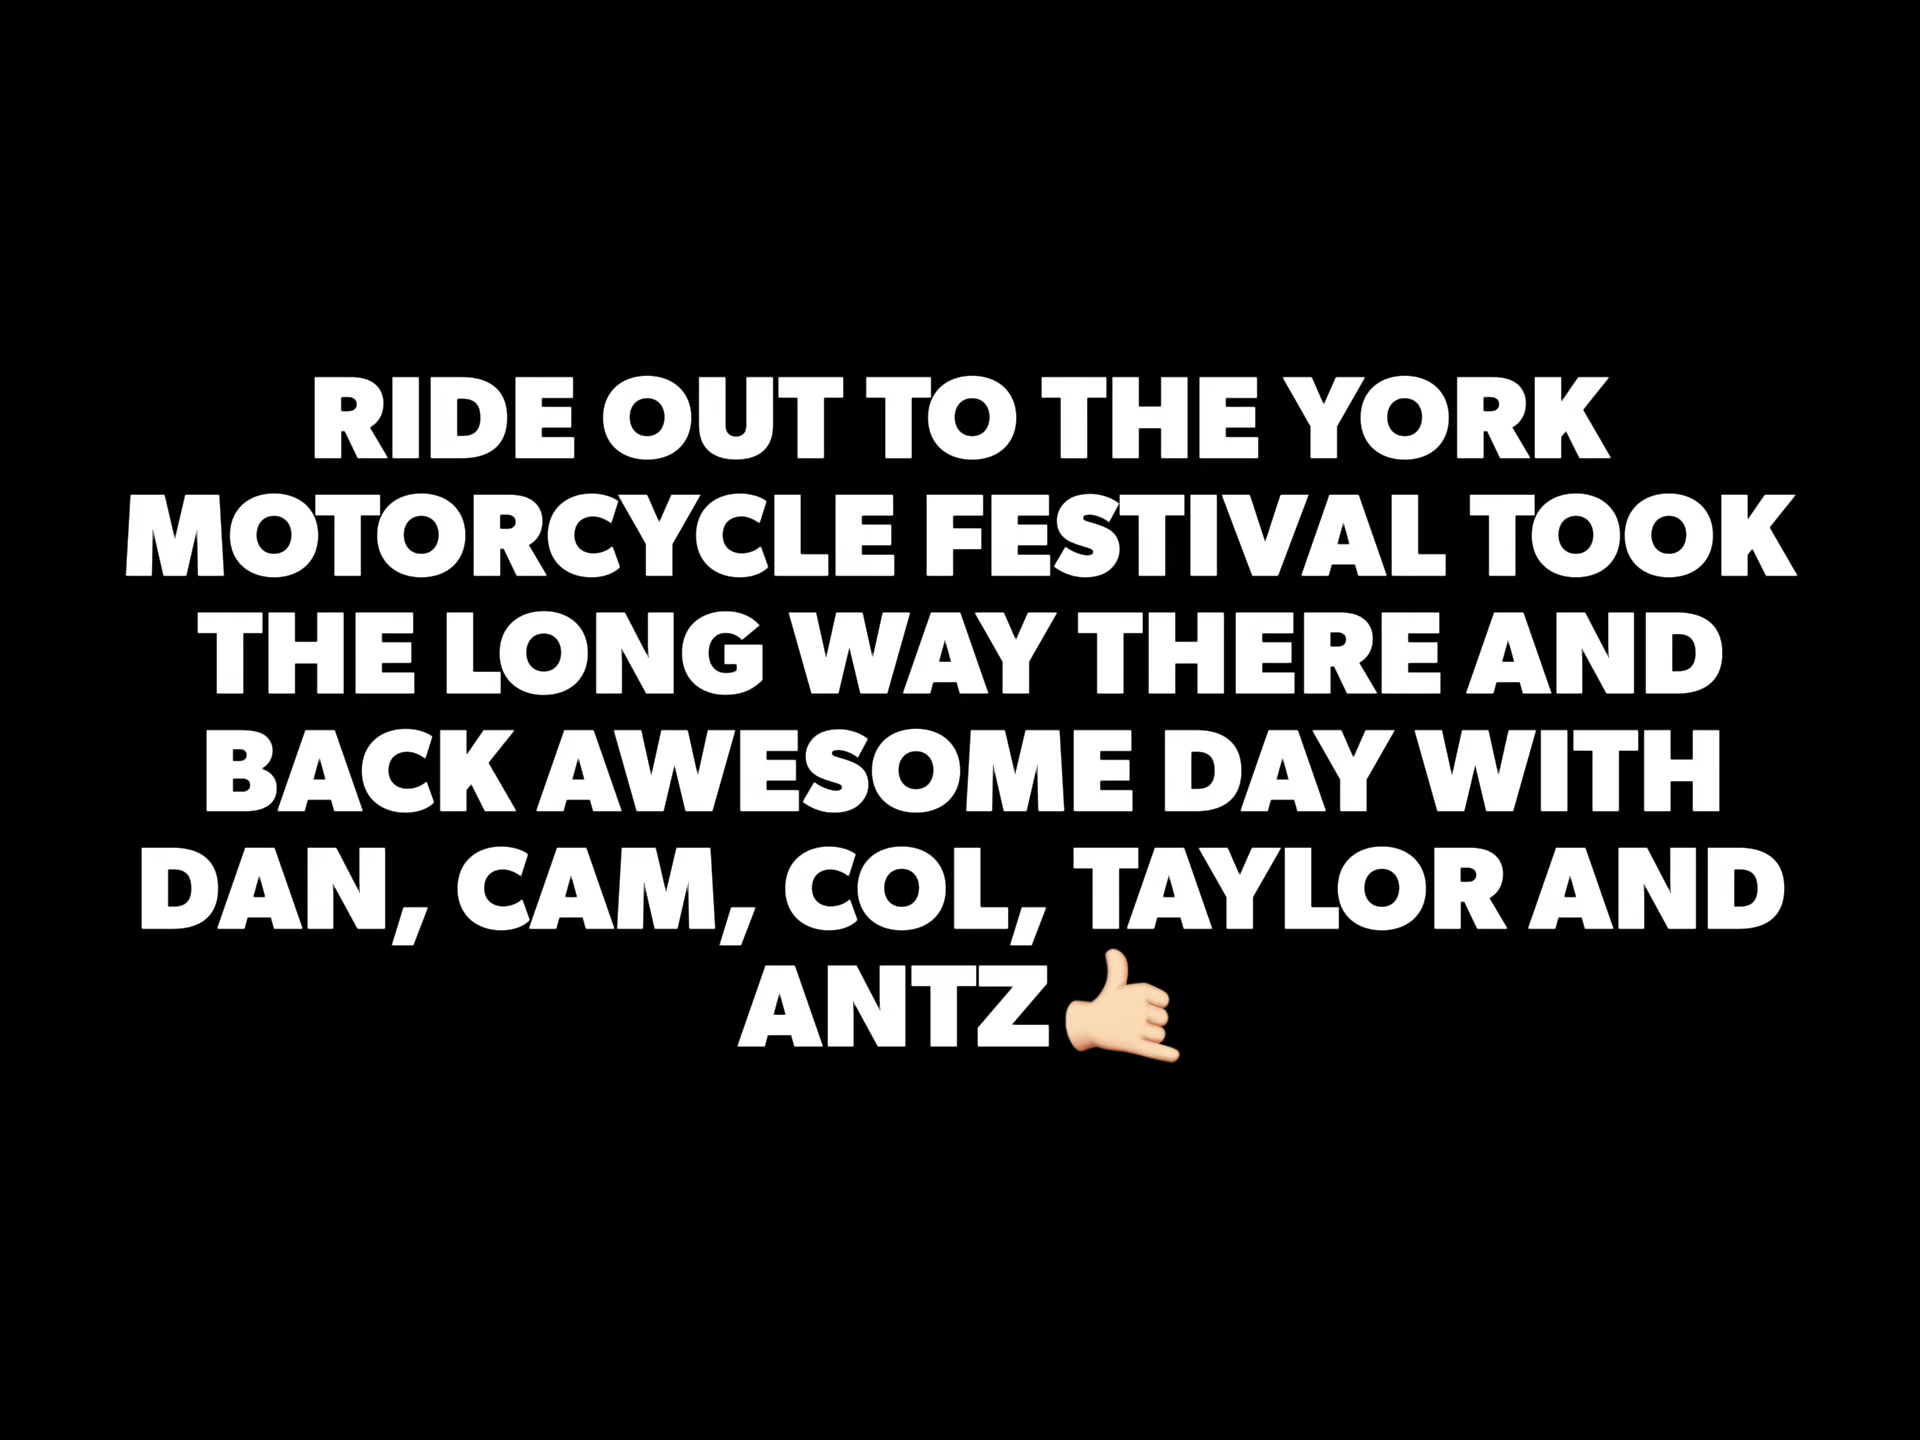 RIDE OUT TO THE YORK
MOTORCYCLE FESTIVAL TOOK
THE LONG WAY THERE AND
BACK AWESOME DAY WITH
DAN, CAM, COL, TAYLOR AND
ANTZ 🤙🏻